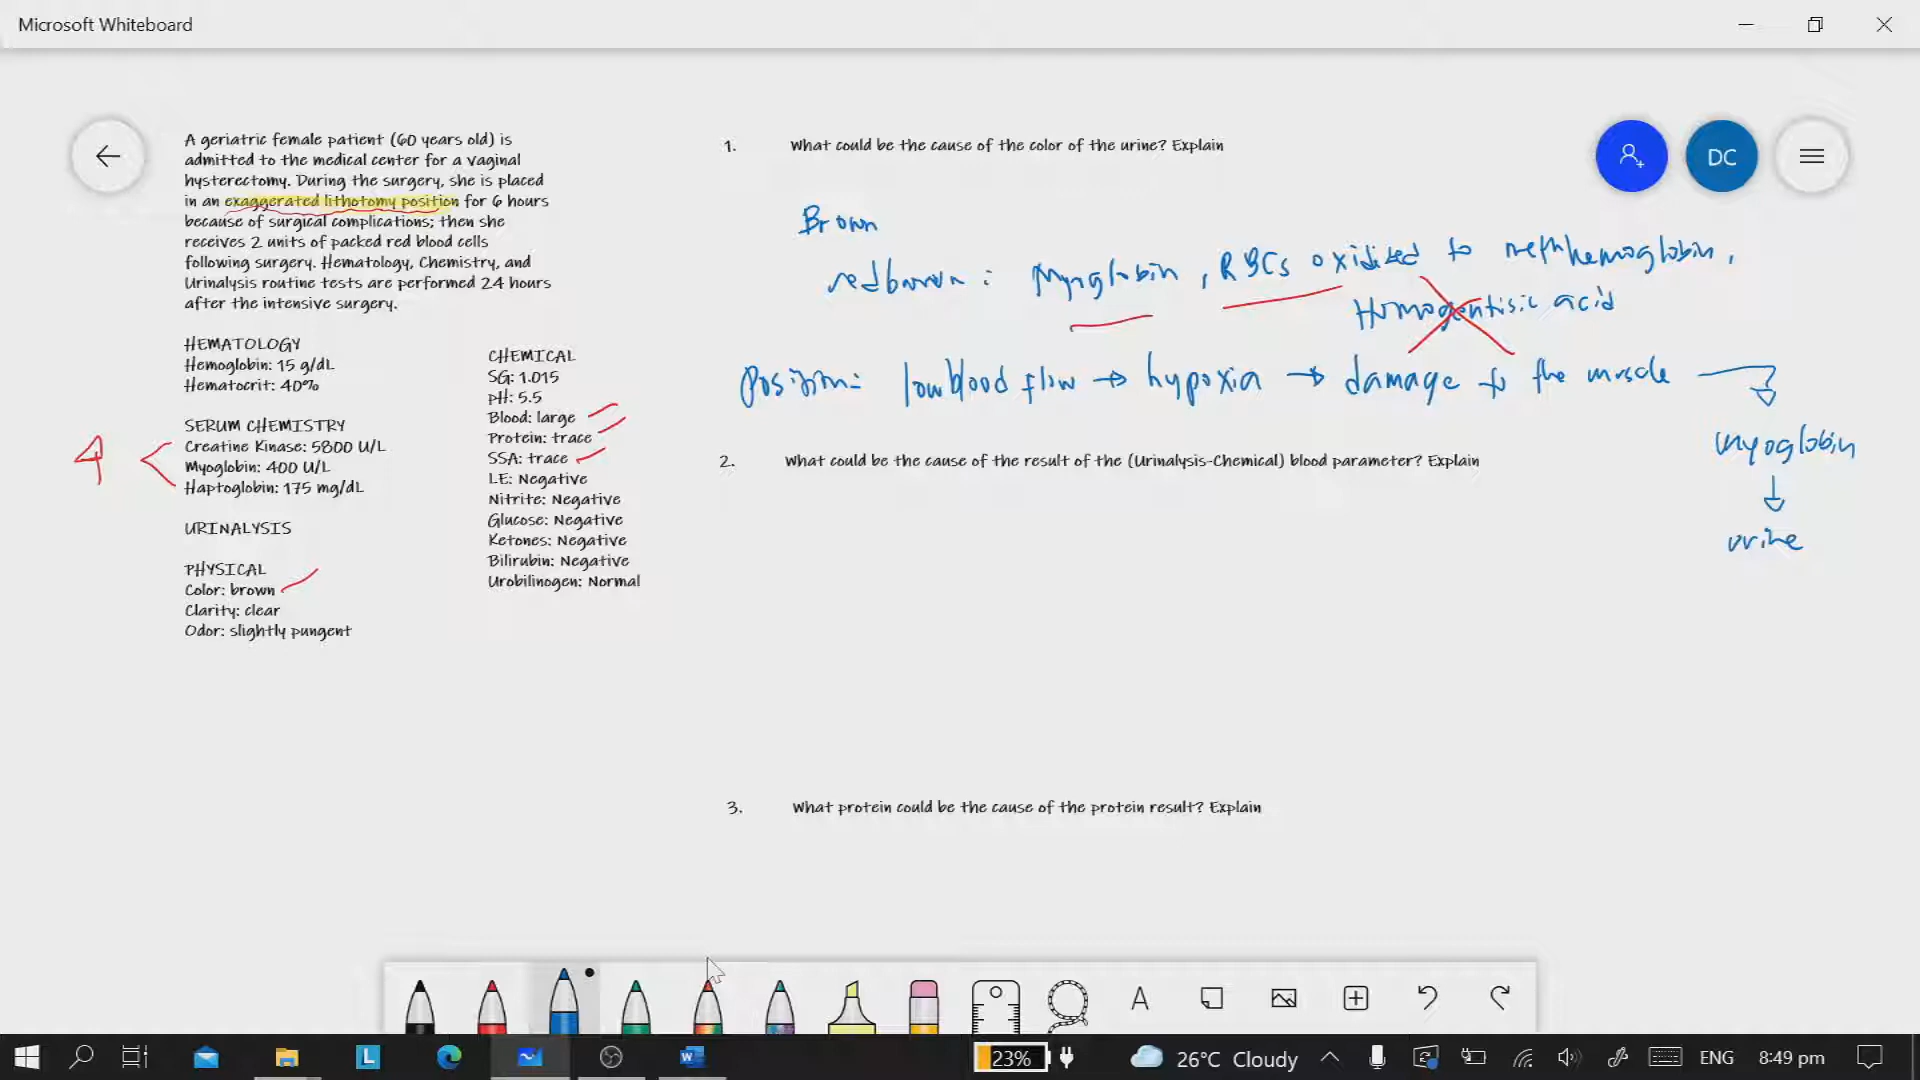 Microsoft Whiteboard
DC
A geriatric female patient (60 years old) is
admitted to the medical center for a vaginal
hysterectomy. During the surgery, she is placed
in an exaggerated lithotomy position for 6 hours
because of surgical complications; then she
receives 2 units of packed red blood cells
following surgery. Hematology, Chemistry, and
Urinalysis routine tests are performed 24 hours
after the intensive surgery.
HEMATOLOGY
Hemoglobin: 15 g/dL
Hematocrit: 40%
SERUM CHEMISTRY
Creatine Kinase: 5800 U/L
Myoglobin: 400 U/L
Haptoglobin: 175 mg/dL
4
URINALYSIS
PHYSICAL
Color: brown
Clarity: clear
Odor: slightly pungent
CHEMICAL
SG: 1.015
pH: 5.5
Blood: large
Protein: trace
SSA: trace
LE: Negative
Nitrite: Negative
Glucose: Negative
Ketones: Negative
Bilirubin: Negative
Urobilinogen: Normal
1. What could be the cause of the color of the urine? Explain
Brown
redbrown: Myoglobin, RBCs oxidized to methhemoglobin,
Homogentisic acid
Position: low blood flow → hypoxia → damage to the muscle →
myoglobin
↓
urine
2. What could be the cause of the result of the (Urinalysis-Chemical) blood parameter? Explain
3. What protein could be the cause of the protein result? Explain
A
L
23%
26°C Cloudy
ENG
8:49 pm